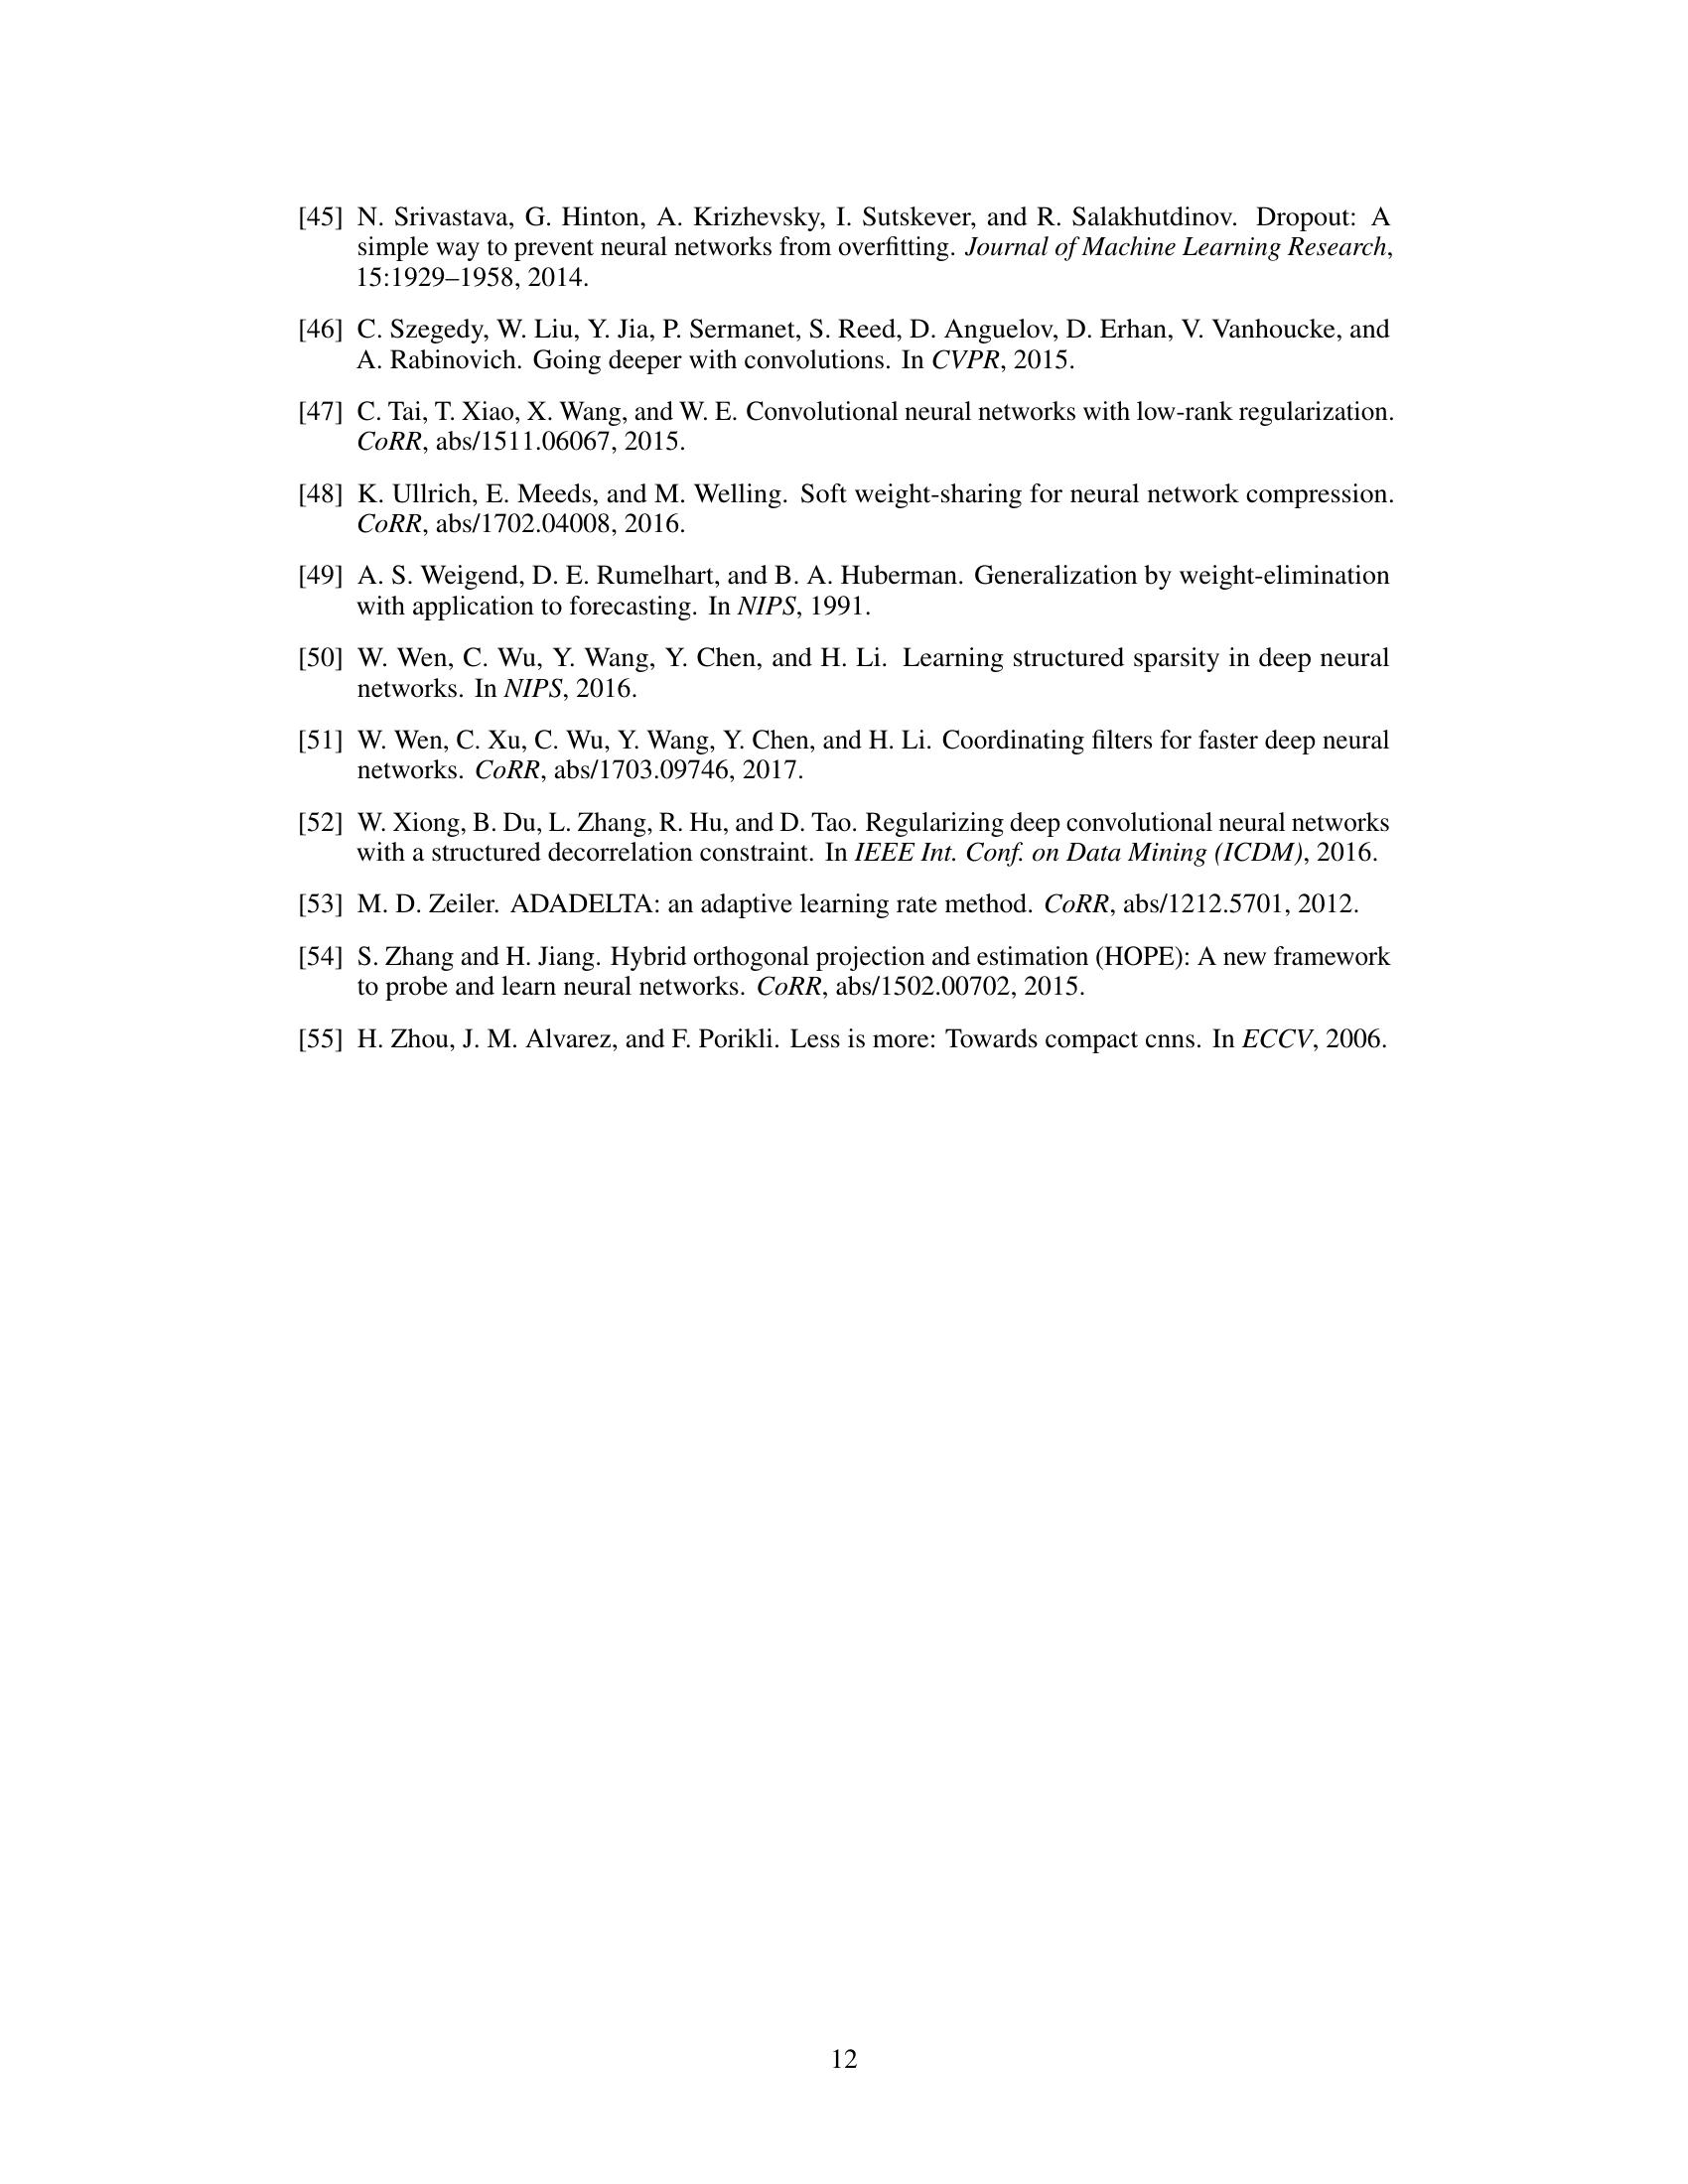 [45] N. Srivastava, G. Hinton, A. Krizhevsky, I. Sutskever, and R. Salakhutdinov. Dropout: A
simple way to prevent neural networks from overfitting. Journal of Machine Learning Research,
15:1929–1958, 2014.
[46] C. Szegedy, W. Liu, Y. Jia, P. Sermanet, S. Reed, D. Anguelov, D. Erhan, V. Vanhoucke, and
A. Rabinovich. Going deeper with convolutions. In CVPR, 2015.
[47] C. Tai, T. Xiao, X. Wang, and W. E. Convolutional neural networks with low-rank regularization.
CoRR, abs/1511.06067, 2015.
[48] K. Ullrich, E. Meeds, and M. Welling. Soft weight-sharing for neural network compression.
CoRR, abs/1702.04008, 2016.
[49] A. S. Weigend, D. E. Rumelhart, and B. A. Huberman. Generalization by weight-elimination
with application to forecasting. In NIPS, 1991.
[50] W. Wen, C. Wu, Y. Wang, Y. Chen, and H. Li. Learning structured sparsity in deep neural
networks. In NIPS, 2016.
[51] W. Wen, C. Xu, C. Wu, Y. Wang, Y. Chen, and H. Li. Coordinating filters for faster deep neural
networks. CoRR, abs/1703.09746, 2017.
[52] W. Xiong, B. Du, L. Zhang, R. Hu, and D. Tao. Regularizing deep convolutional neural networks
with a structured decorrelation constraint. In IEEE Int. Conf. on Data Mining (ICDM), 2016.
[53] M. D. Zeiler. ADADELTA: an adaptive learning rate method. CoRR, abs/1212.5701, 2012.
[54] S. Zhang and H. Jiang. Hybrid orthogonal projection and estimation (HOPE): A new framework
to probe and learn neural networks. CoRR, abs/1502.00702, 2015.
[55] H. Zhou, J. M. Alvarez, and F. Porikli. Less is more: Towards compact cnns. In ECCV, 2006.
12